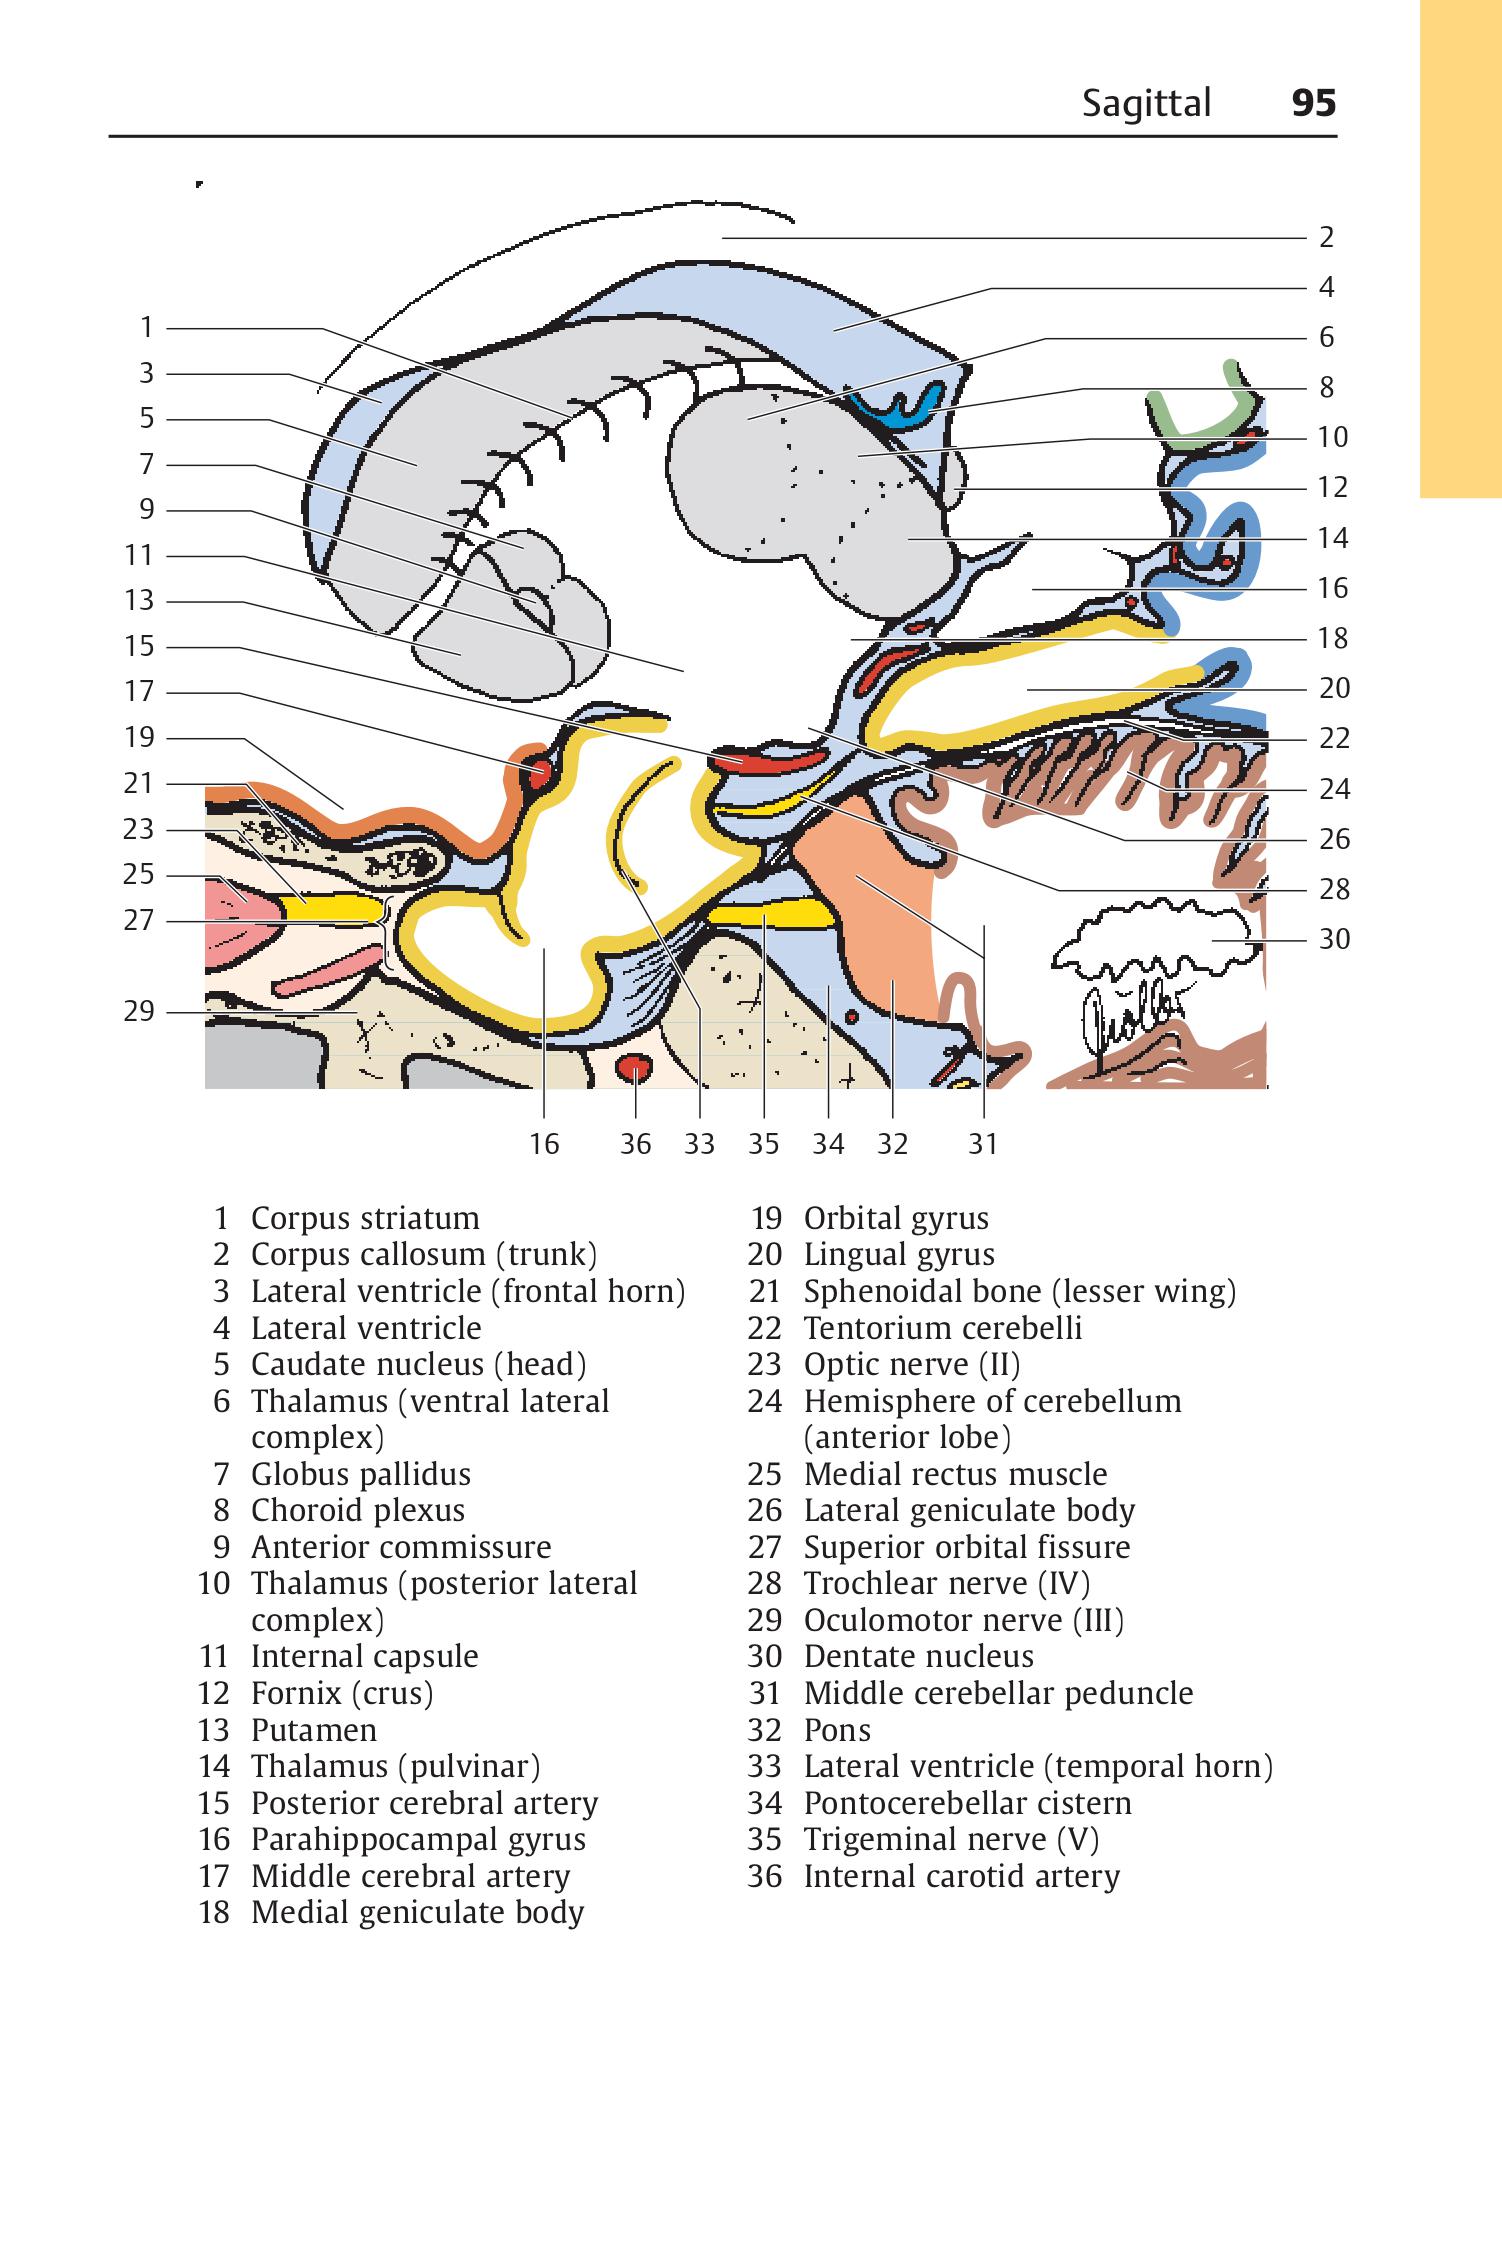 Sagittal 95
2
4
1
6
3
8
5
10
7
12
9
14
11
16
13
18
15
20
17
22
19
24
21
26
23
28
25
30
27
29
16 36 33 35 34 32 31
1 Corpus striatum
2 Corpus callosum (trunk)
3 Lateral ventricle (frontal horn)
4 Lateral ventricle
5 Caudate nucleus (head)
6 Thalamus (ventral lateral
complex)
7 Globus pallidus
8 Choroid plexus
9 Anterior commissure
10 Thalamus (posterior lateral
complex)
11 Internal capsule
12 Fornix (crus)
13 Putamen
14 Thalamus (pulvinar)
15 Posterior cerebral artery
16 Parahippocampal gyrus
17 Middle cerebral artery
18 Medial geniculate body
19 Orbital gyrus
20 Lingual gyrus
21 Sphenoidal bone (lesser wing)
22 Tentorium cerebelli
23 Optic nerve (II)
24 Hemisphere of cerebellum
(anterior lobe)
25 Medial rectus muscle
26 Lateral geniculate body
27 Superior orbital fissure
28 Trochlear nerve (IV)
29 Oculomotor nerve (III)
30 Dentate nucleus
31 Middle cerebellar peduncle
32 Pons
33 Lateral ventricle (temporal horn)
34 Pontocerebellar cistern
35 Trigeminal nerve (V)
36 Internal carotid artery